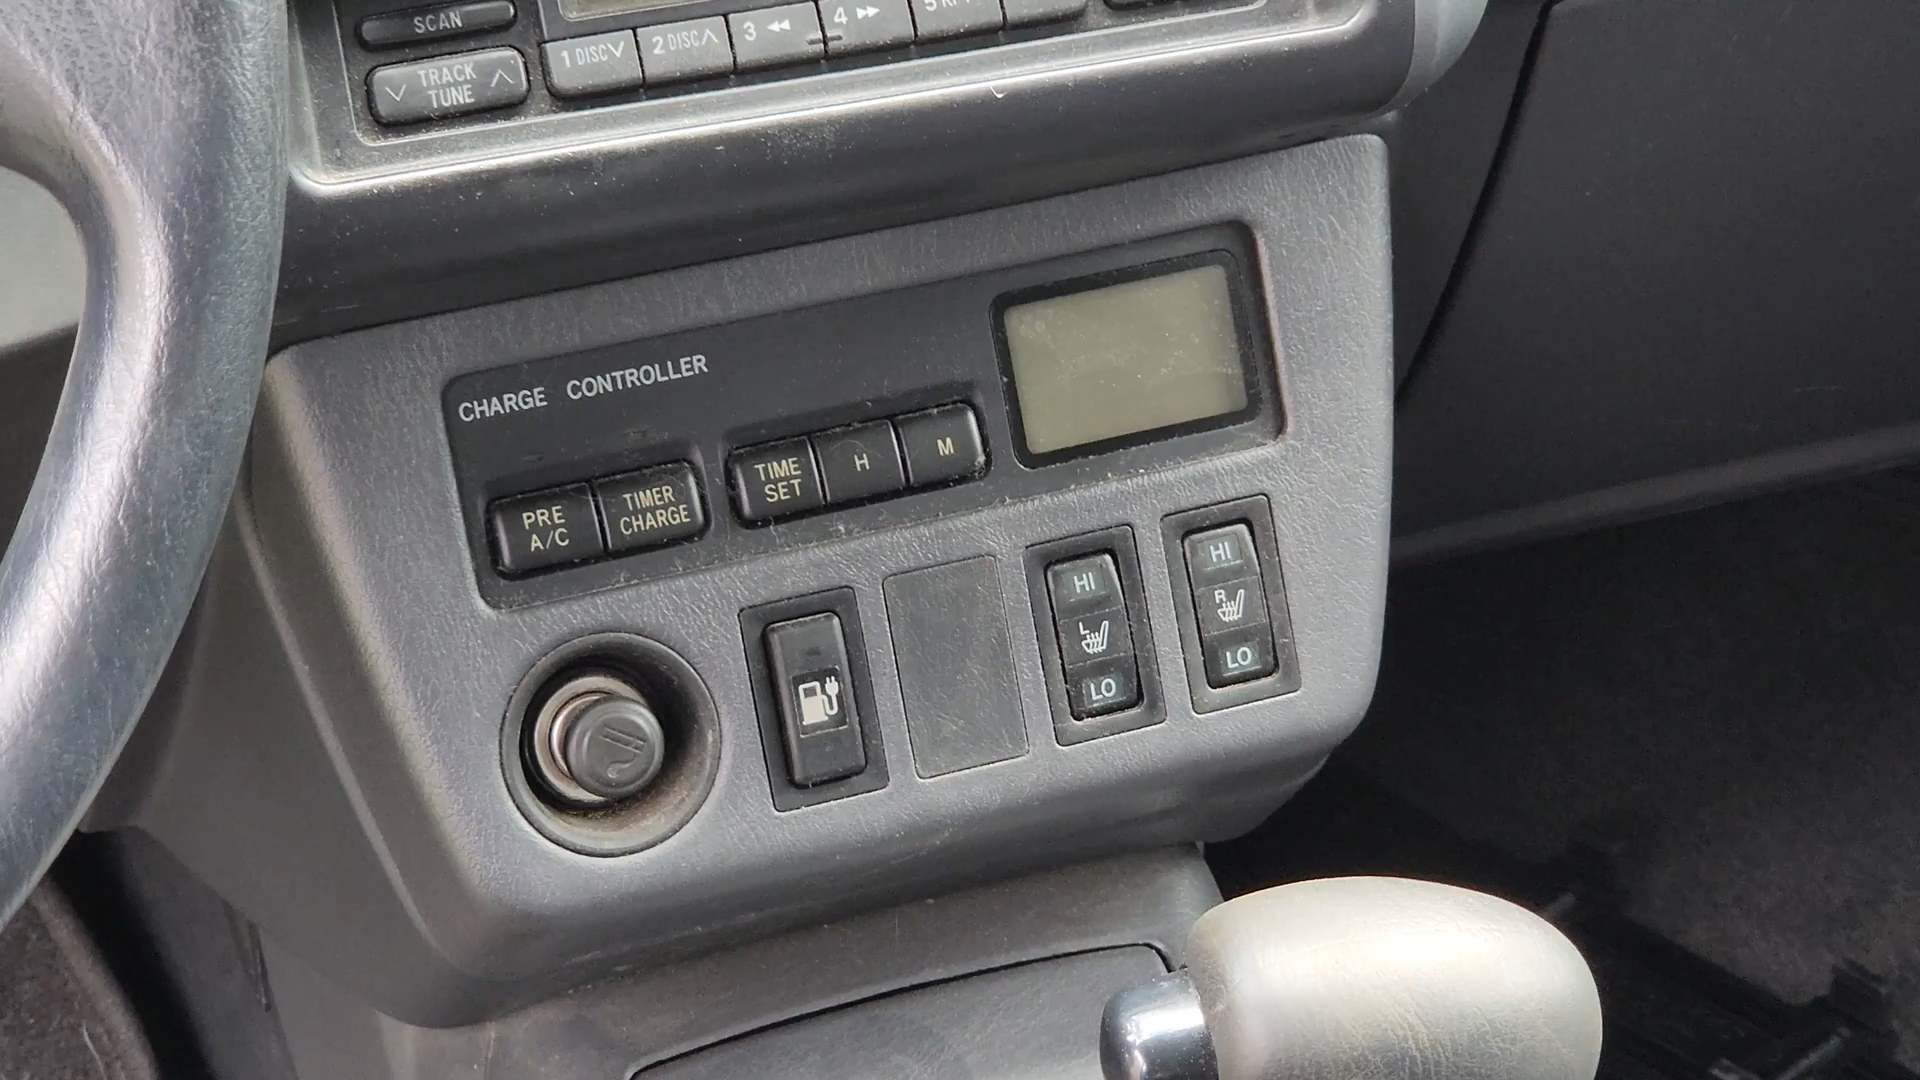 SCAN
TRACK
TUNE
1 DISC
2 DISC
3
4
CHARGE CONTROLLER
PRE
A/C
TIMER
CHARGE
TIME
SET
H
M
HI
L
LO
HI
R
LO